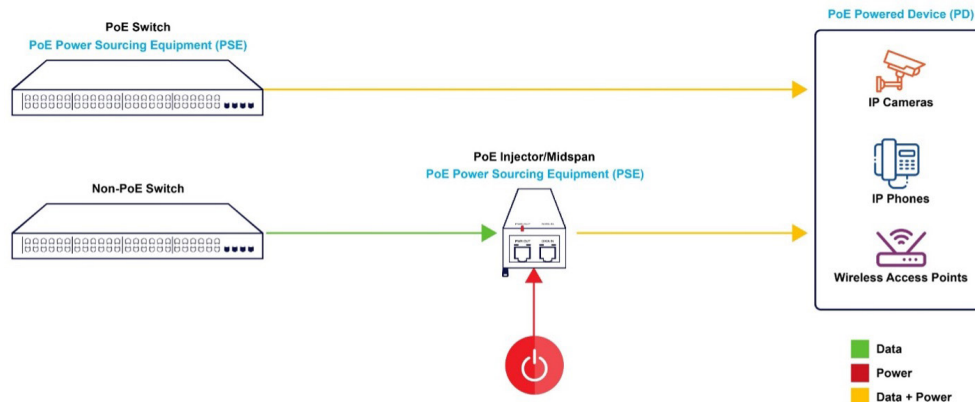 PoE Switch
PoE Power Sourcing Equipment (PSE)
PoE Powered Device (PD)
IP Cameras
PoE Injector/Midspan
PoE Power Sourcing Equipment (PSE)
Non-PoE Switch
IP Phones
Wireless Access Points
Data
Power
Data + Power